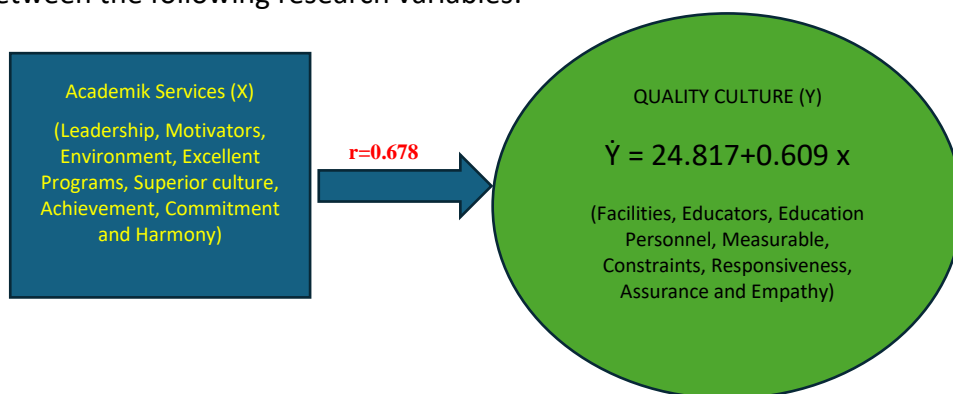 between the following research variables:
Academik Services (X)
(Leadership, Motivators,
Environment, Excellent
Programs, Superior culture,
Achievement, Commitment
and Harmony)
r=0.678
QUALITY CULTURE (Y)
Ẏ = 24.817+0.609 x
(Facilities, Educators, Education
Personnel, Measurable,
Constraints, Responsiveness,
Assurance and Empathy)